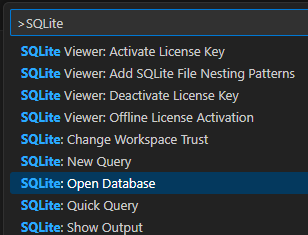 >SQLite
SQLite Viewer: Activate License Key
SQLite Viewer: Add SQLite File Nesting Patterns
SQLite Viewer: Deactivate License Key
SQLite Viewer: Offline License Activation
SQLite: Change Workspace Trust
SQLite: New Query
SQLite: Open Database
SQLite: Quick Query
SQLite: Show Output